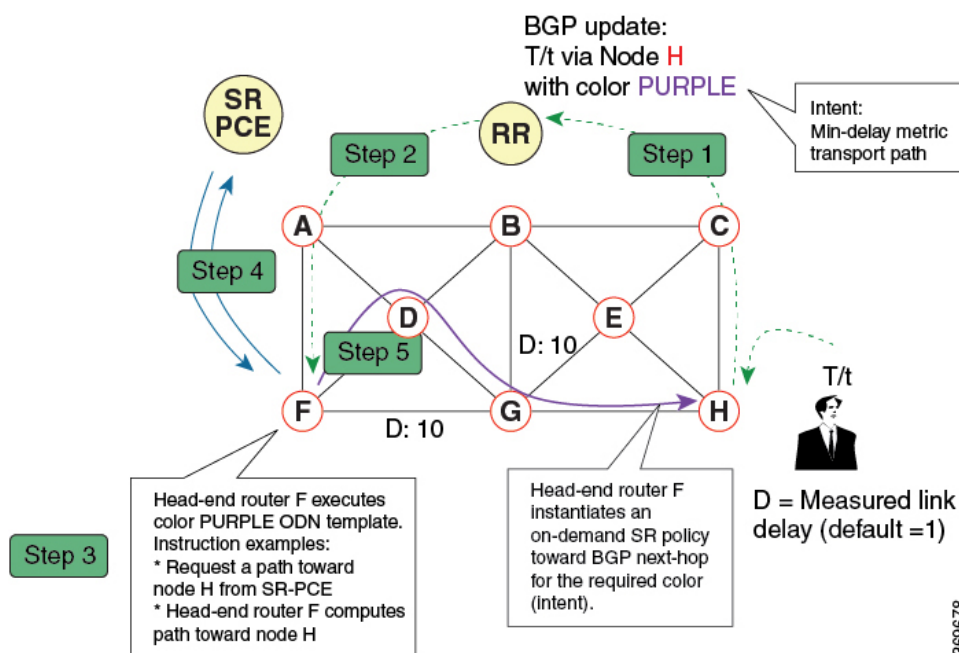 BGP update:
T/t via Node H
with color PURPLE
Intent:
Min-delay metric
transport path
SR
PCE
RR
Step 2
Step 1
A
B
C
Step 4
D
E
Step 5
D: 10
T/t
F
G
H
D: 10
Head-end router F executes
color PURPLE ODN template.
Instruction examples:
* Request a path toward
node H from SR-PCE
* Head-end router F computes
path toward node H
Head-end router F
instantiates an
on-demand SR policy
toward BGP next-hop
for the required color
(intent).
D = Measured link
delay (default =1)
Step 3